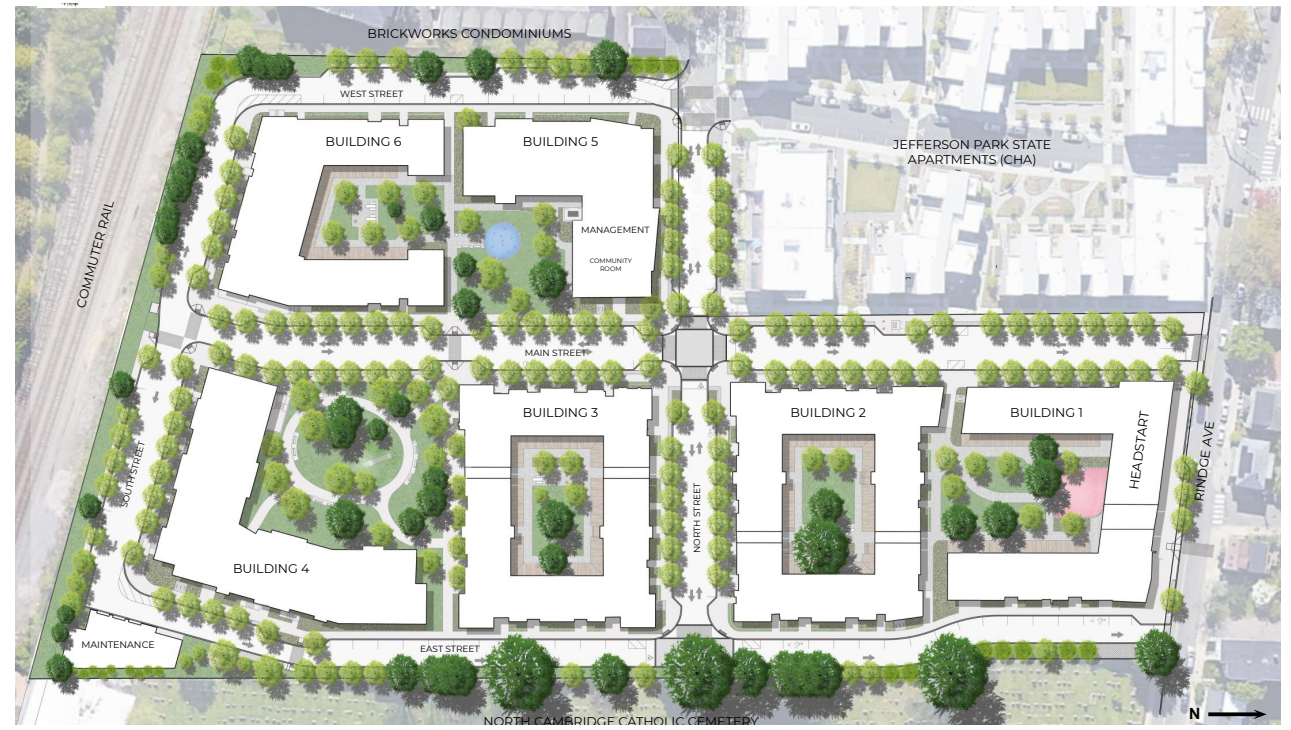 BRICKWORKS CONDOMINIUMS
WEST STREET
BUILDING 6
BUILDING 5
JEFFERSON PARK STATE
APARTMENTS (CHA)
COMMUTER RAIL
MANAGEMENT
COMMUNITY
ROOM
MAIN STREET
BUILDING 3
BUILDING 2
BUILDING 1
HEADSTART
RINDGE AVE
SOUTH STREET
NORTH STREET
BUILDING 4
MAINTENANCE
EAST STREET
NORTH CAMBRIDGE CATHOLIC CEMETERY
N